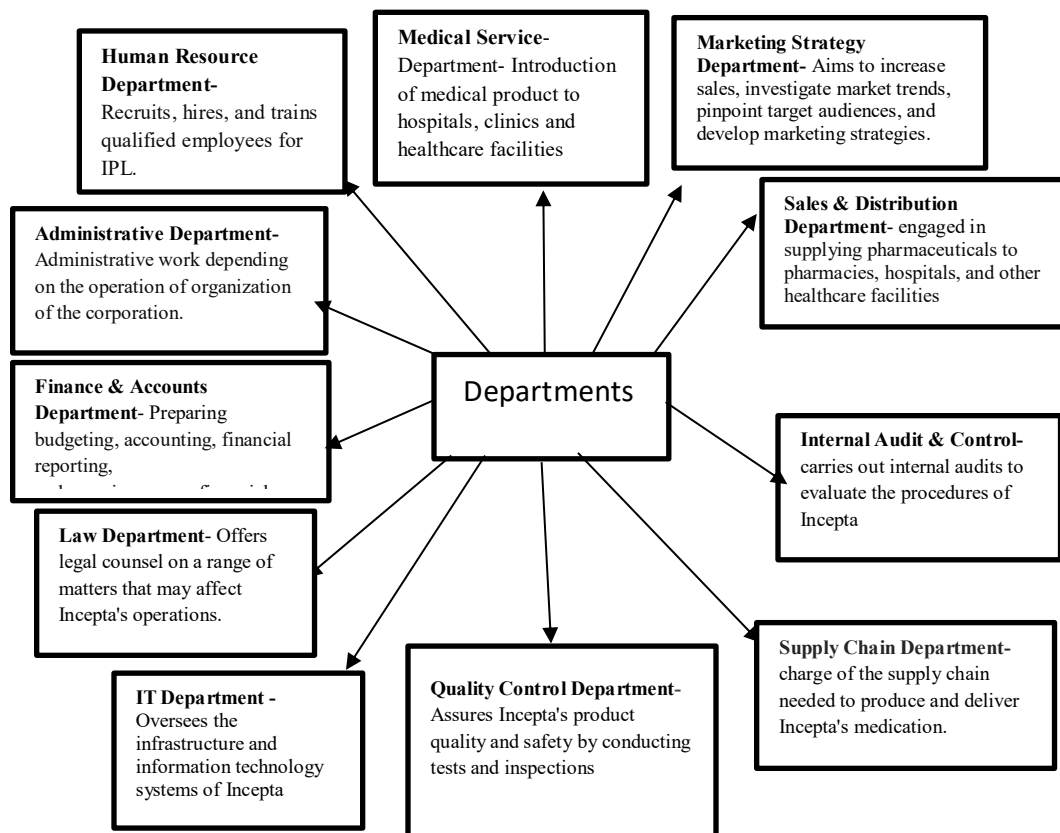 Human Resource
Department-
Recruits, hires, and trains
qualified employees for
IPL.
Medical Service-
Department- Introduction
of medical product to
hospitals, clinics and
healthcare facilities
Marketing Strategy
Department- Aims to increase
sales, investigate market trends,
pinpoint target audiences, and
develop marketing strategies.
Sales & Distribution
Department- engaged in
supplying pharmaceuticals to
pharmacies, hospitals, and other
healthcare facilities
Administrative Department-
Administrative work depending
on the operation of organization
of the corporation.
Departments
Finance & Accounts
Department- Preparing
budgeting, accounting, financial
reporting,
Internal Audit & Control-
carries out internal audits to
evaluate the procedures of
Incepta
Law Department- Offers
legal counsel on a range of
matters that may affect
Incepta's operations.
Supply Chain Department-
charge of the supply chain
needed to produce and deliver
Incepta's medication.
IT Department -
Oversees the
infrastructure and
information technology
systems of Incepta
Quality Control Department-
Assures Incepta's product
quality and safety by conducting
tests and inspections